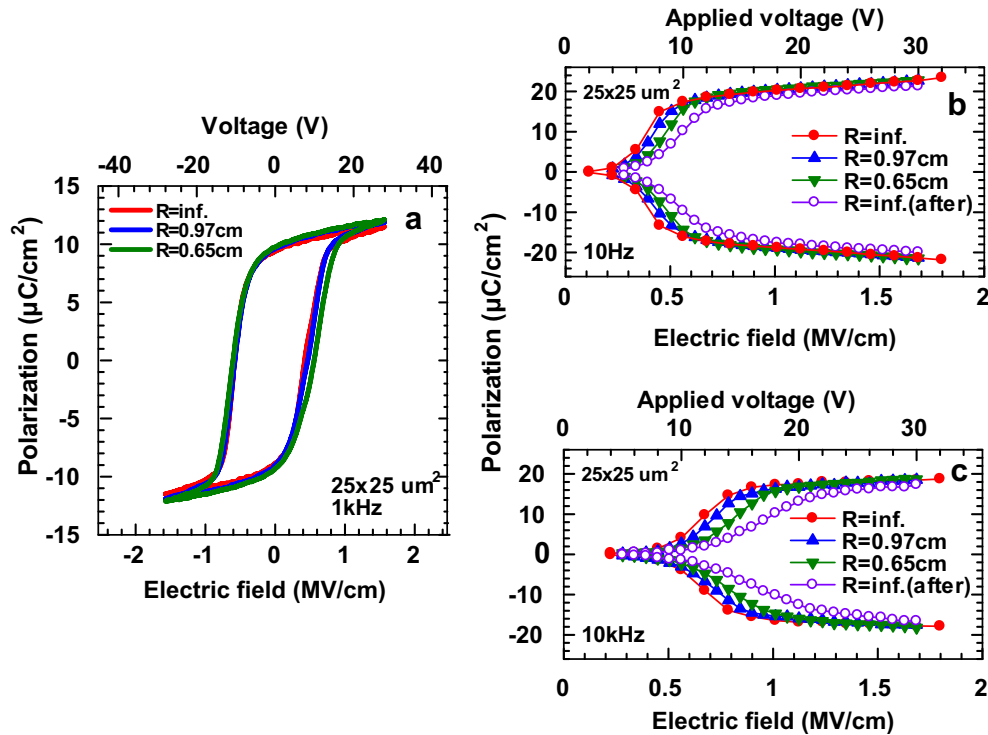 Voltage (V)
-40 -20 0 20 40
15
10
5
0
-5
-10
-15
Polarization (µC/cm2)
R=inf.
R=0.97cm
R=0.65cm
a
25x25 um2
1kHz
-2 -1 0 1 2
Electric field (MV/cm)
Applied voltage (V)
0 10 20 30
20
10
0
-10
-20
25x25 um2
b
R=inf.
R=0.97cm
R=0.65cm
R=inf.(after)
10Hz
0 0.5 1 1.5 2
Electric field (MV/cm)
Polarization (µC/cm2)
Applied voltage (V)
0 10 20 30
20
10
0
-10
-20
25x25 um2
c
R=inf.
R=0.97cm
R=0.65cm
R=inf.(after)
10kHz
0 0.5 1 1.5 2
Electric field (MV/cm)